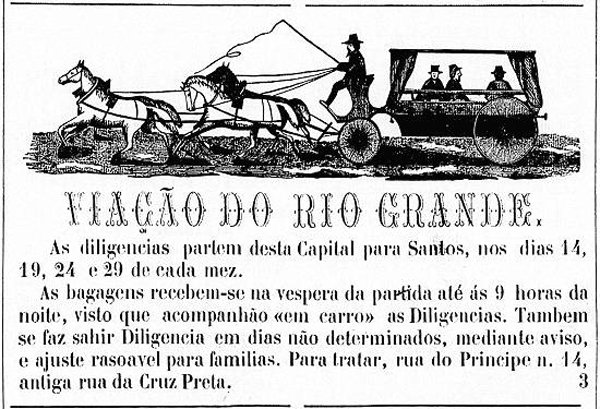 VIAÇÃO DO RIO GRANDE.
As diligencias partem desta Capital para Santos, nos dias 14,
19, 24 e 29 de cada mez.
As bagagens recebem-se na vespera da partida até ás 9 horas da
noite, visto que acompanhão «em carro» as Diligencias. Tambem
se faz sahir Diligencia em dias não determinados, mediante aviso,
e ajuste rasoavel para familias. Para tratar, rua do Principe n. 14,
antiga rua da Cruz Preta. 3